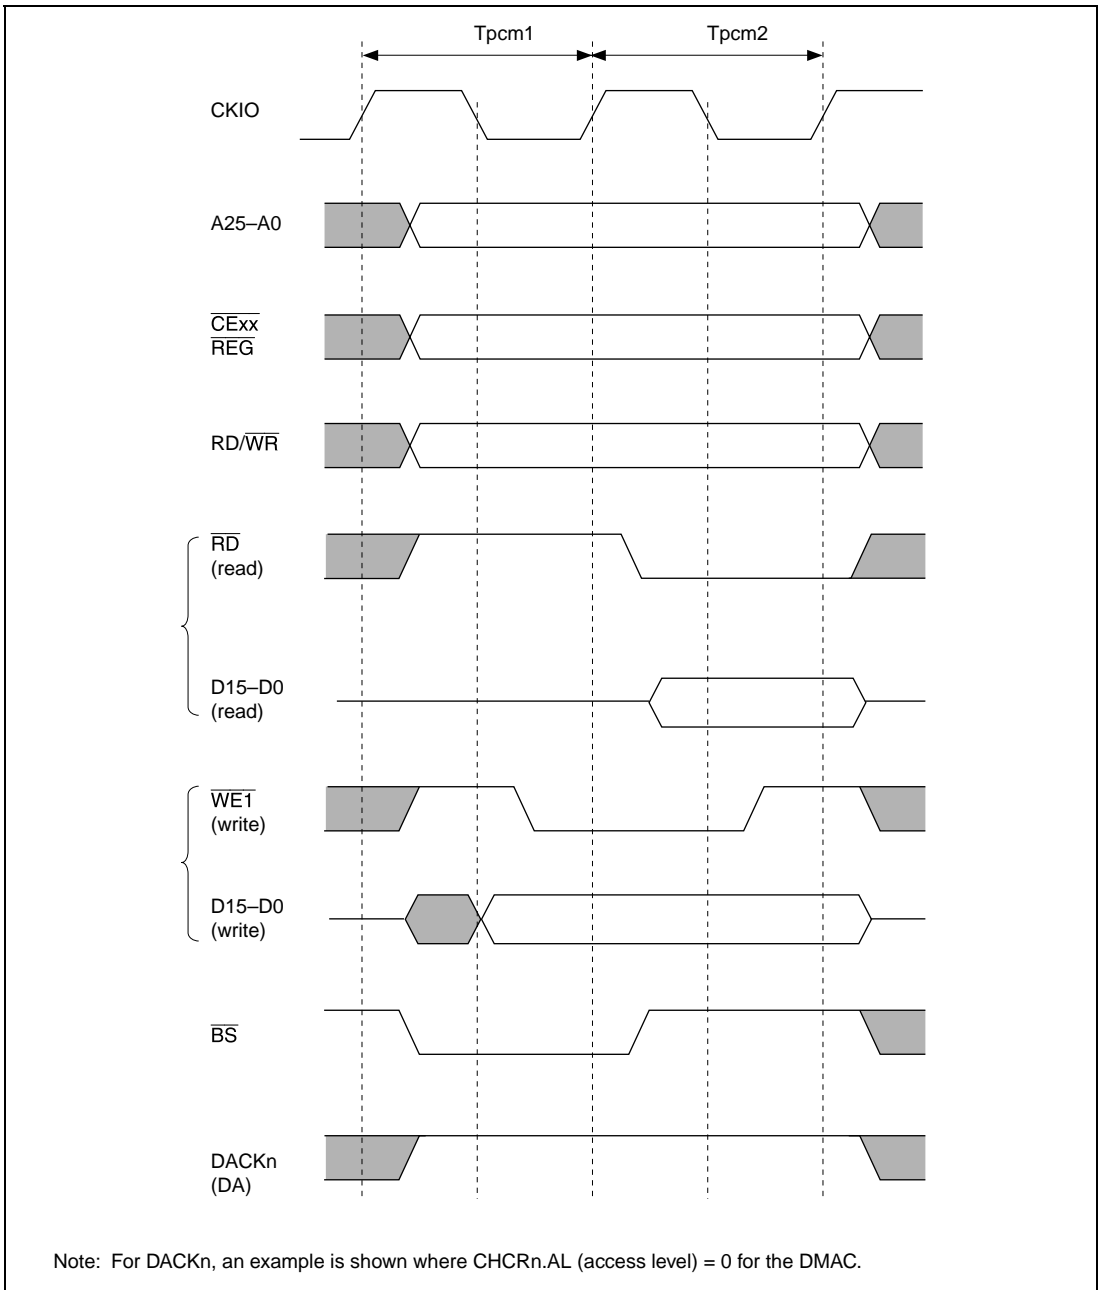 Tpcm1 Tpcm2
CKIO
A25–A0
CExx
REG
RD/WR
RD
(read)
D15–D0
(read)
WE1
(write)
D15–D0
(write)
BS
DACKn
(DA)
Note: For DACKn, an example is shown where CHCRn.AL (access level) = 0 for the DMAC.